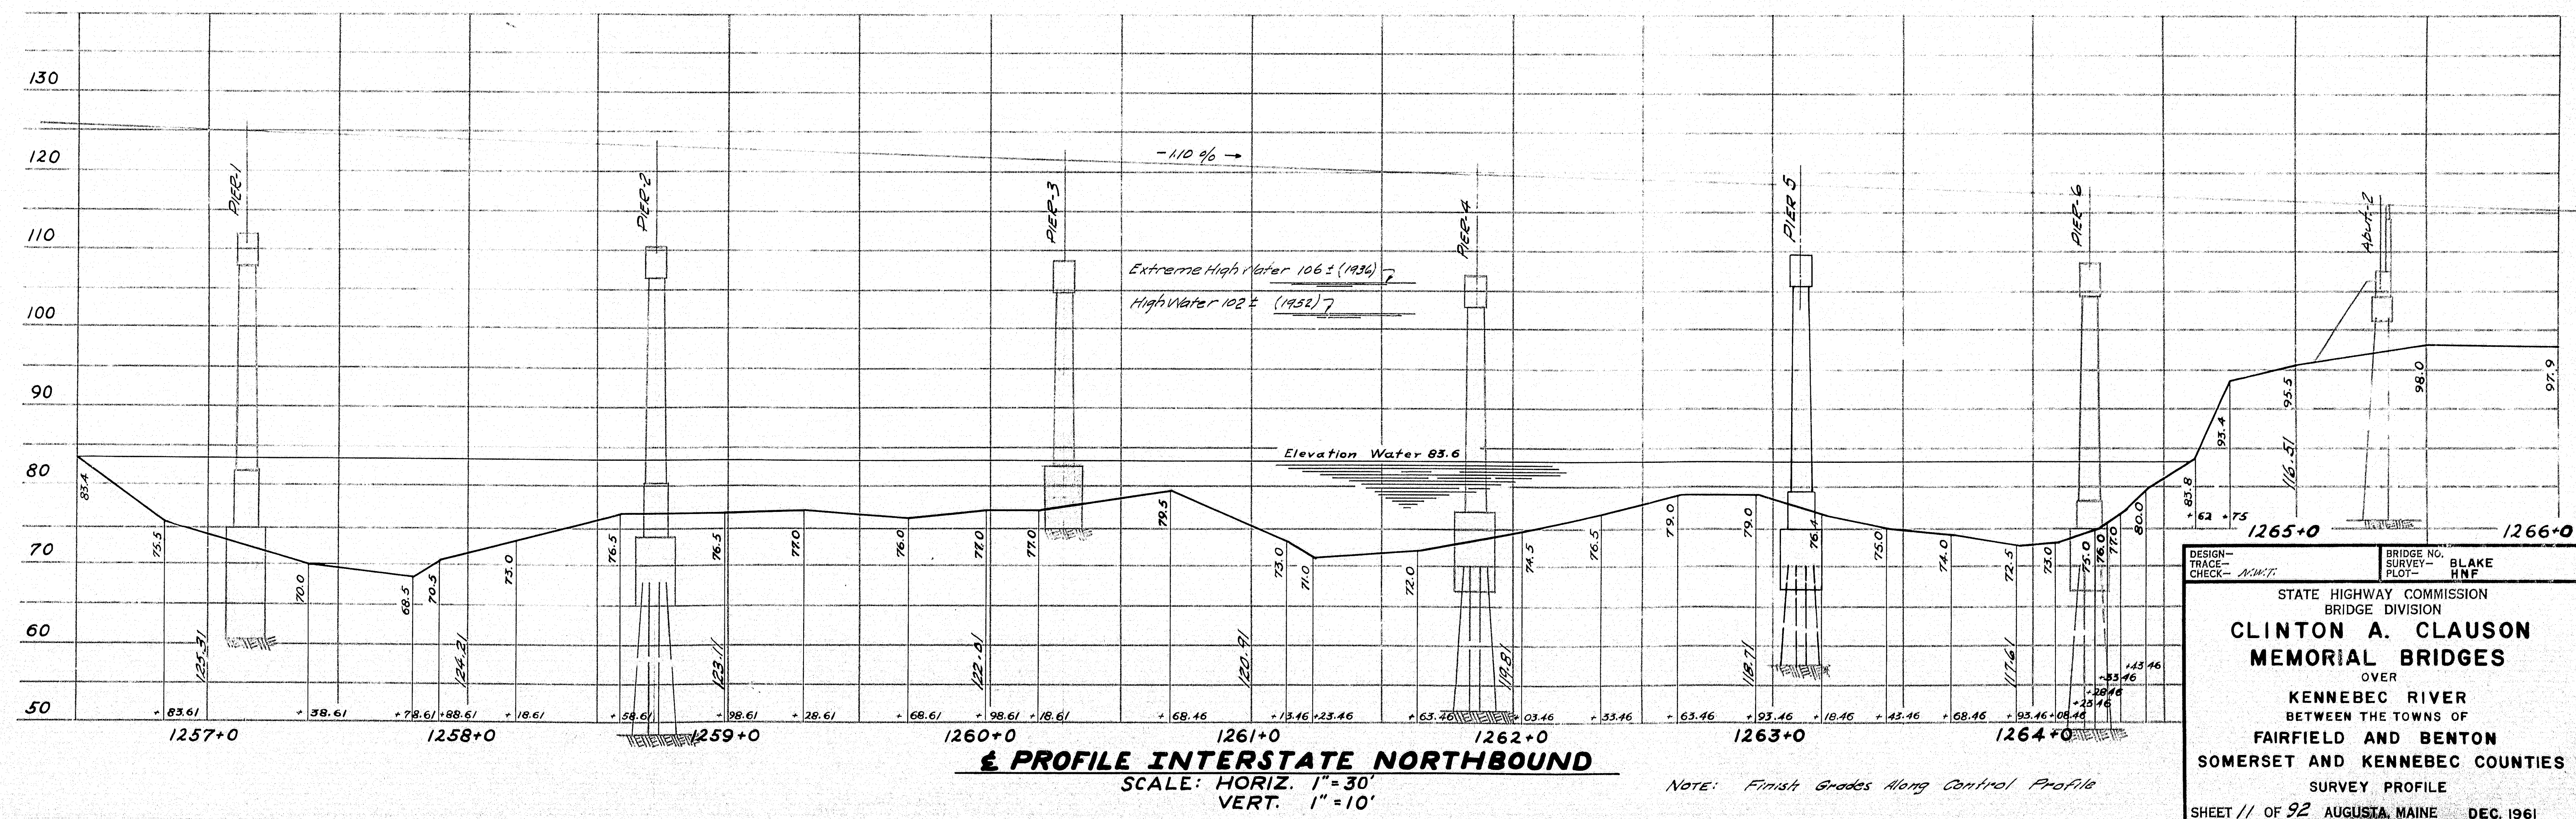 130
120
110
100
90
80
70
60
50
PIER-1
PIER-2
PIER-3
PIER-4
PIER 5
PIER-6
Abut-2
-1.10 % →
Extreme High Water 106 ± (1936)
High Water 102 ± (1952)
Elevation Water 83.6
83.4
75.5
70.0
68.5
70.5
73.0
76.5
76.5
77.0
76.0
77.0
77.0
79.5
73.0
71.0
72.0
74.5
76.5
79.0
79.0
76.4
75.0
74.0
72.5
73.0
75.0
76.0
77.0
80.0
83.8
93.4
95.5
98.0
97.9
125.31
124.21
123.11
122.01
120.91
119.81
118.71
117.61
116.51
+ 83.61
+ 38.61
+78.61
+88.61
+ 18.61
+ 58.61
+ 98.61
+ 28.61
+ 68.61
+ 98.61
+ 18.61
+ 68.46
+13.46
+23.46
+ 63.46
+ 03.46
+ 33.46
+ 63.46
+ 93.46
+ 18.46
+ 43.46
+ 68.46
+ 93.46
+08.46
+23.46
+28.46
+33.46
+43.46
+ 62
+ 75
1257+0
1258+0
1259+0
1260+0
1261+0
1262+0
1263+0
1264+0
1265+0
1266+0
℄ PROFILE INTERSTATE NORTHBOUND
SCALE: HORIZ. 1"=30'
VERT. 1"=10'
NOTE: Finish Grades Along Control Profile
DESIGN—
TRACE—
CHECK— N.W.T.
BRIDGE NO.
SURVEY— BLAKE
PLOT— HNF
STATE HIGHWAY COMMISSION
BRIDGE DIVISION
CLINTON A. CLAUSON
MEMORIAL BRIDGES
OVER
KENNEBEC RIVER
BETWEEN THE TOWNS OF
FAIRFIELD AND BENTON
SOMERSET AND KENNEBEC COUNTIES
SURVEY PROFILE
SHEET 11 OF 92 AUGUSTA, MAINE DEC. 1961